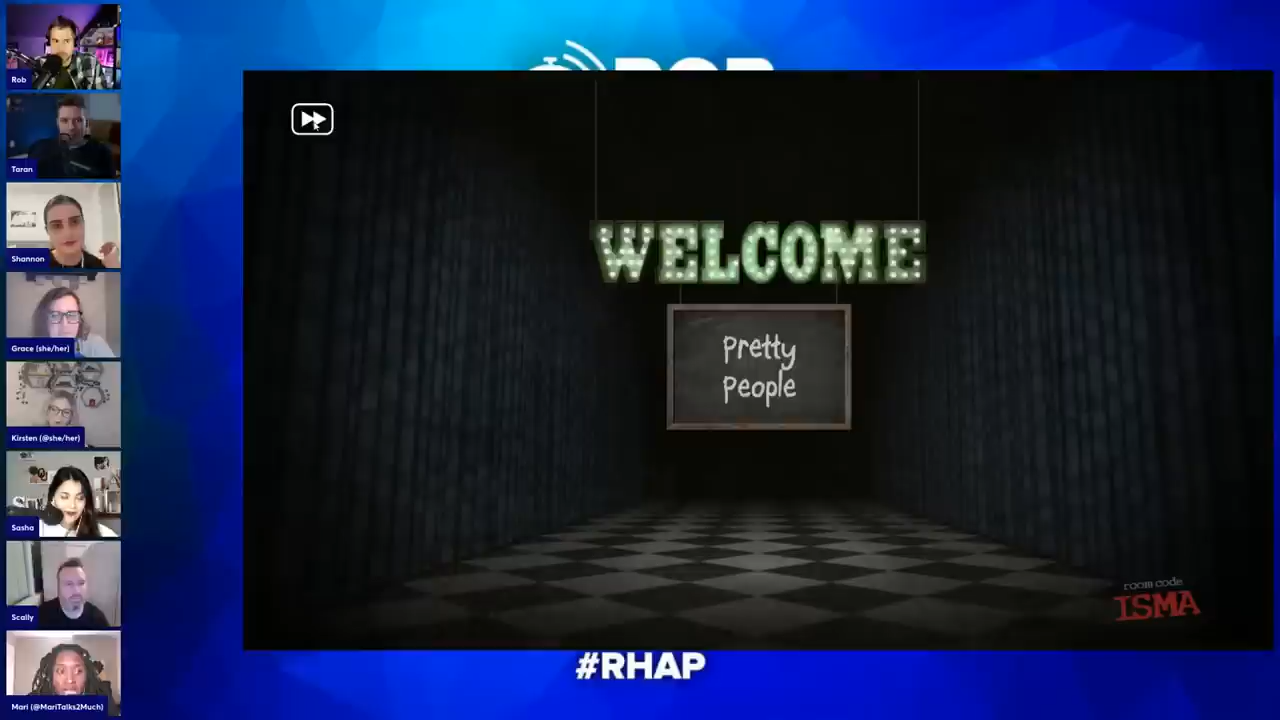 Rob
Taran
Shannon
Grace (she/her)
Kirsten (@she/her)
Sasha
Scally
Mari (@MariTalks2Much)
WELCOME
pretty
people
room code
ISMA
#RHAP